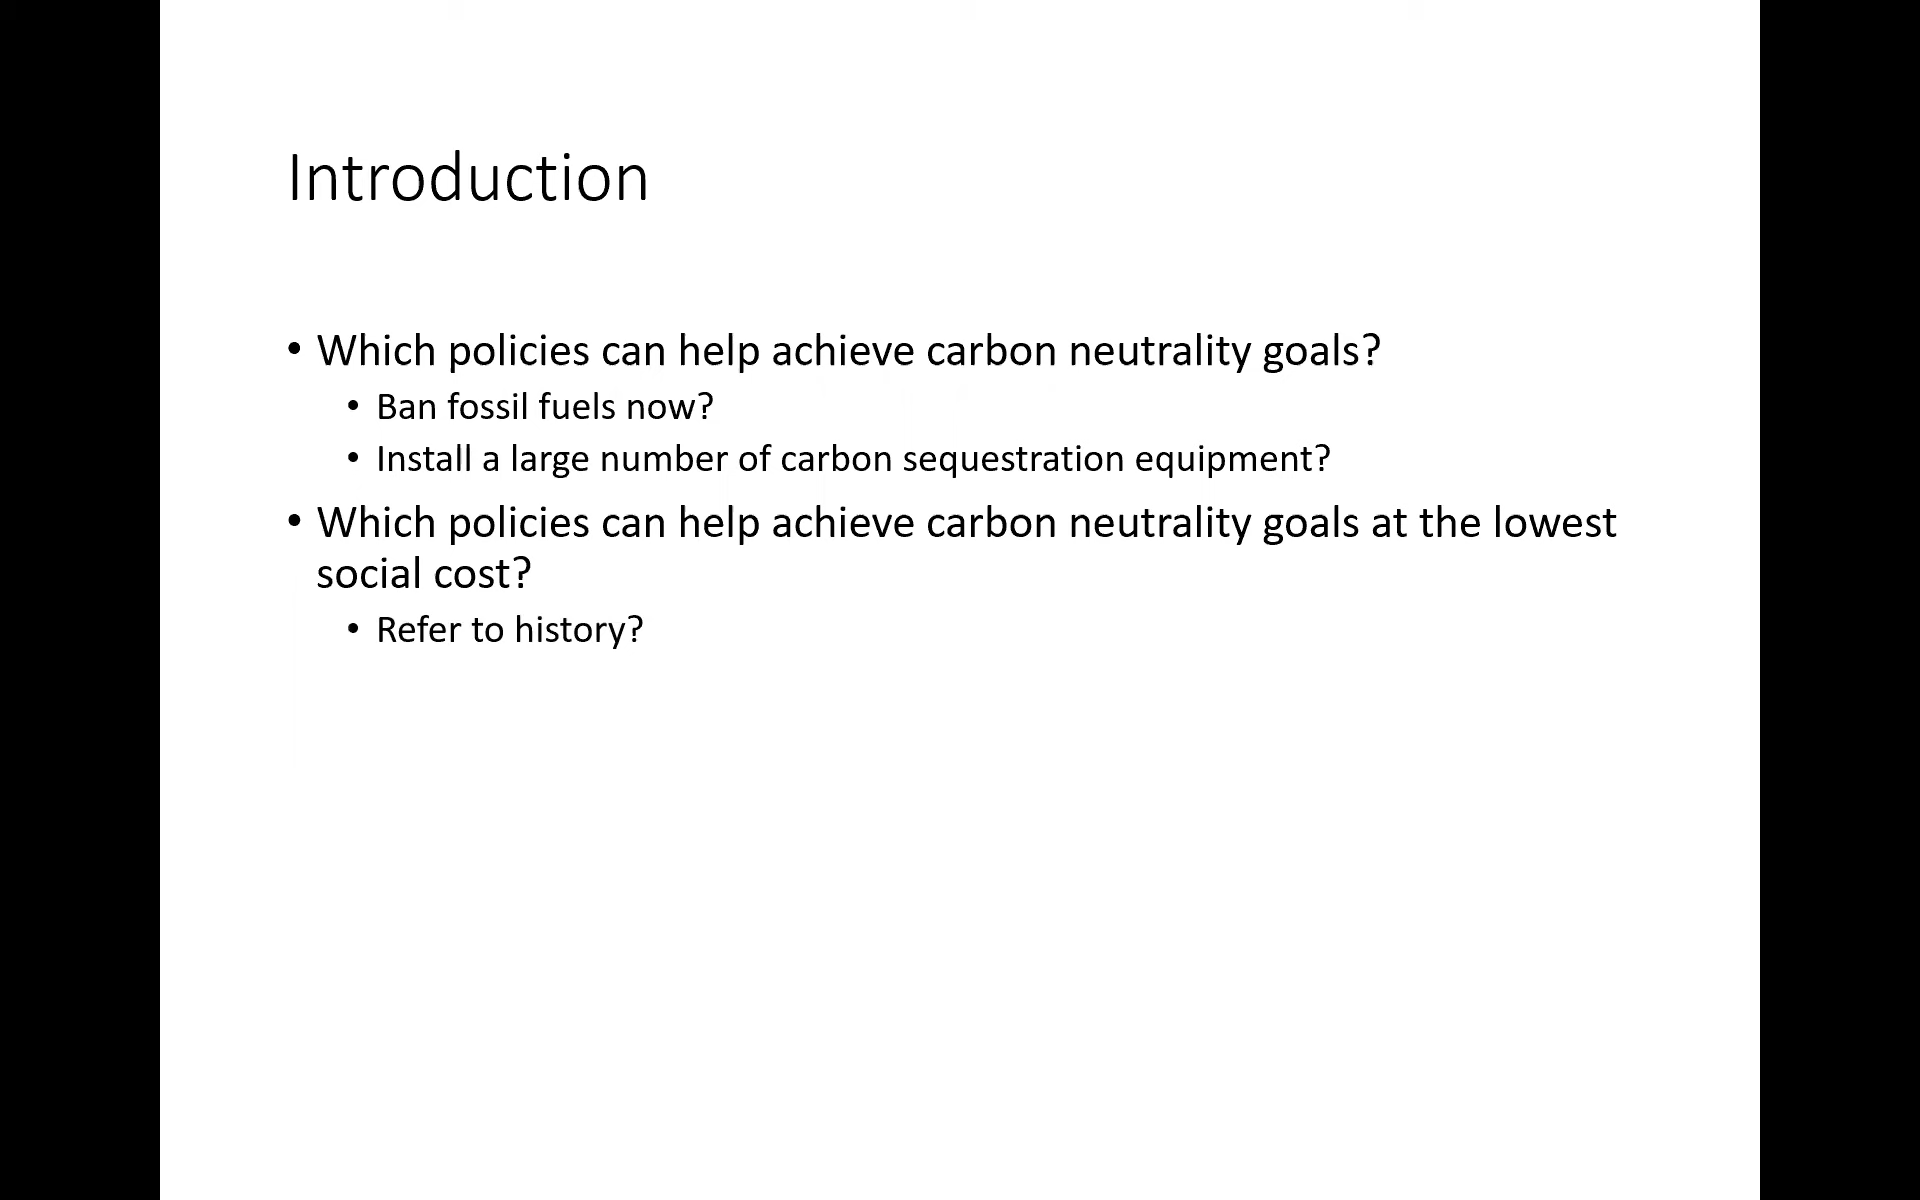 Introduction
• Which policies can help achieve carbon neutrality goals?
• Ban fossil fuels now?
• Install a large number of carbon sequestration equipment?
• Which policies can help achieve carbon neutrality goals at the lowest
social cost?
• Refer to history?